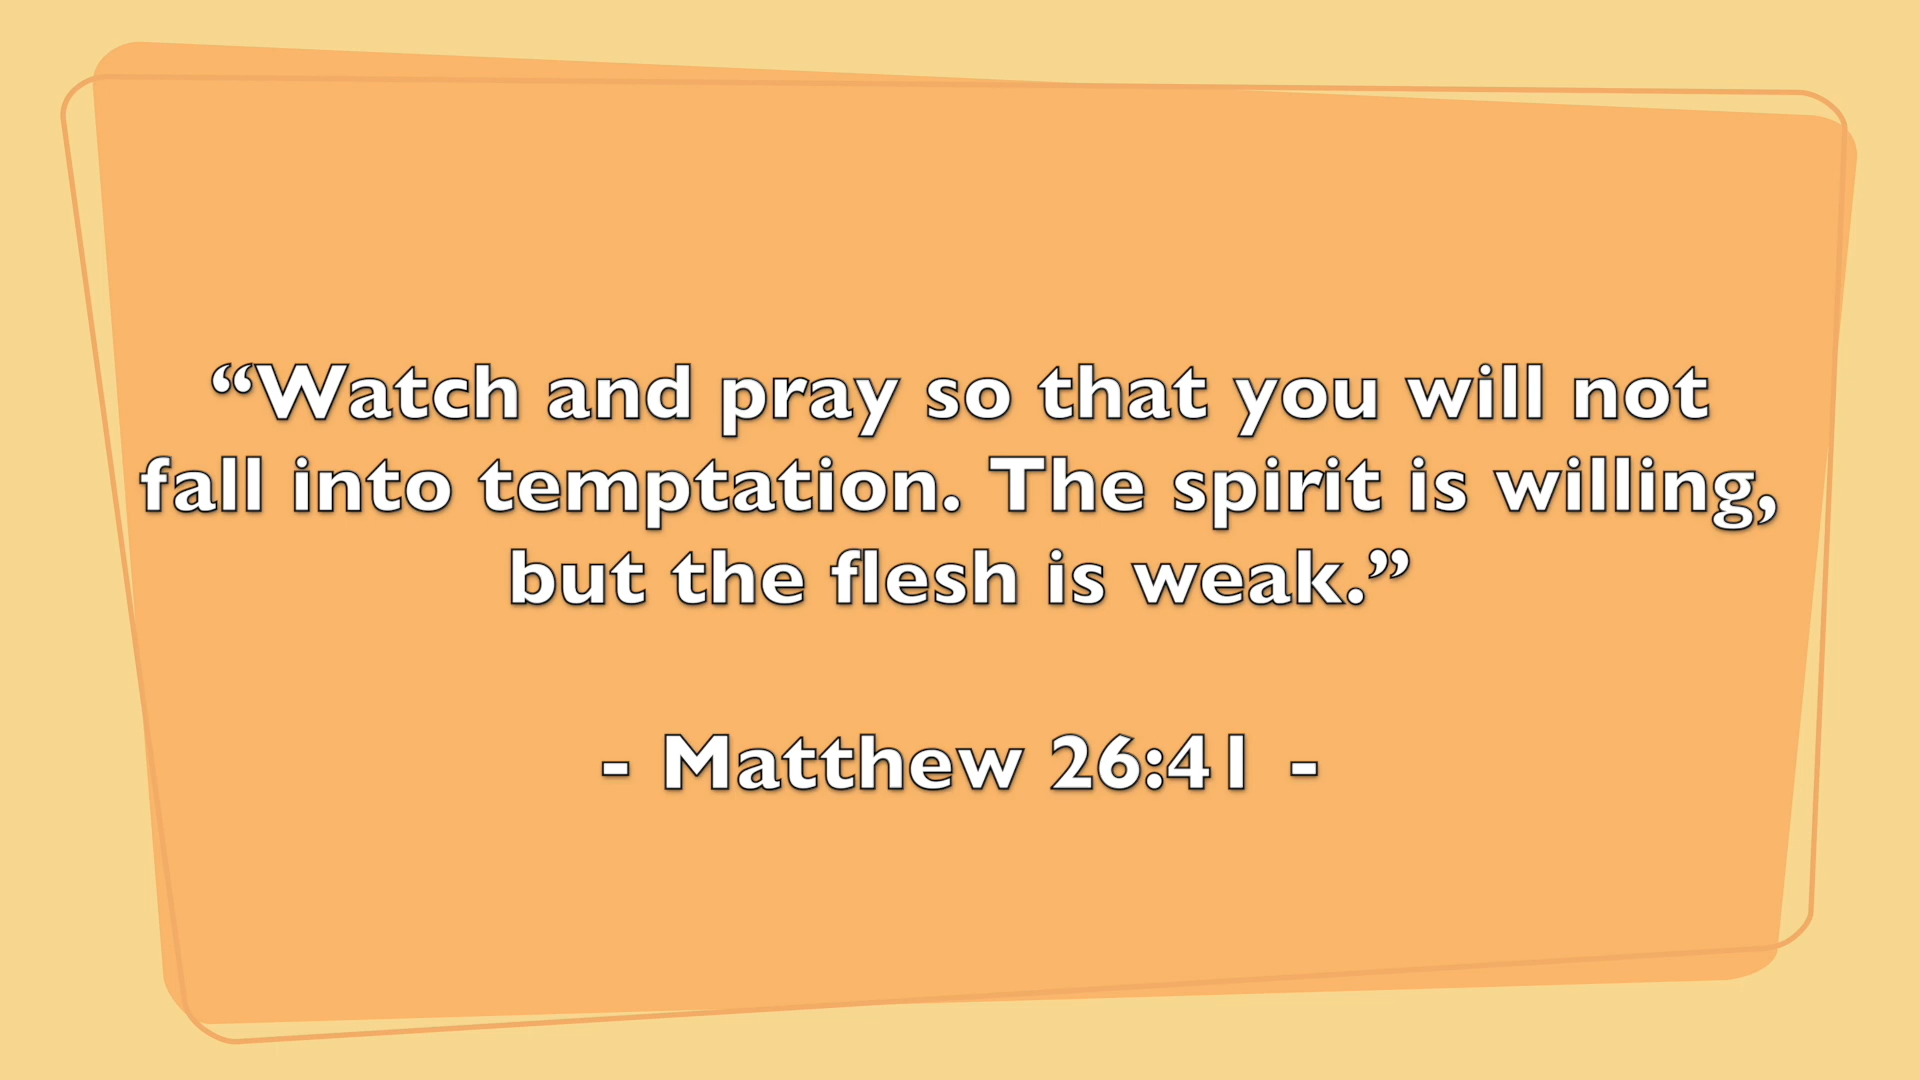 “Watch and pray so that you will not
fall into temptation. The spirit is willing,
but the flesh is weak.”
- Matthew 26:41 -